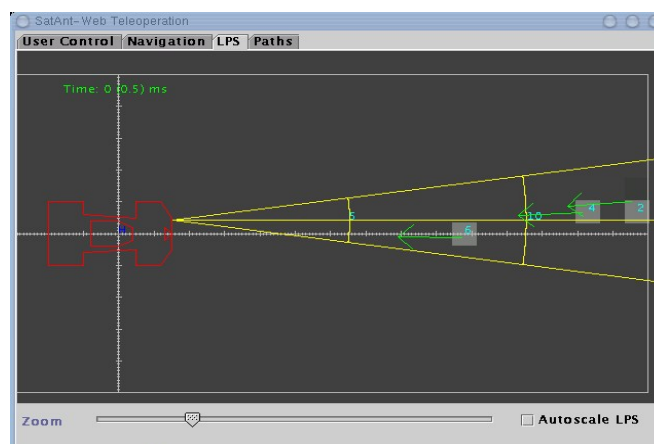 SatAnt-Web Teleoperation
User Control Navigation LPS Paths
Time: 0 (0.5) ms
5 10 4 2
6
Zoom Autoscale LPS